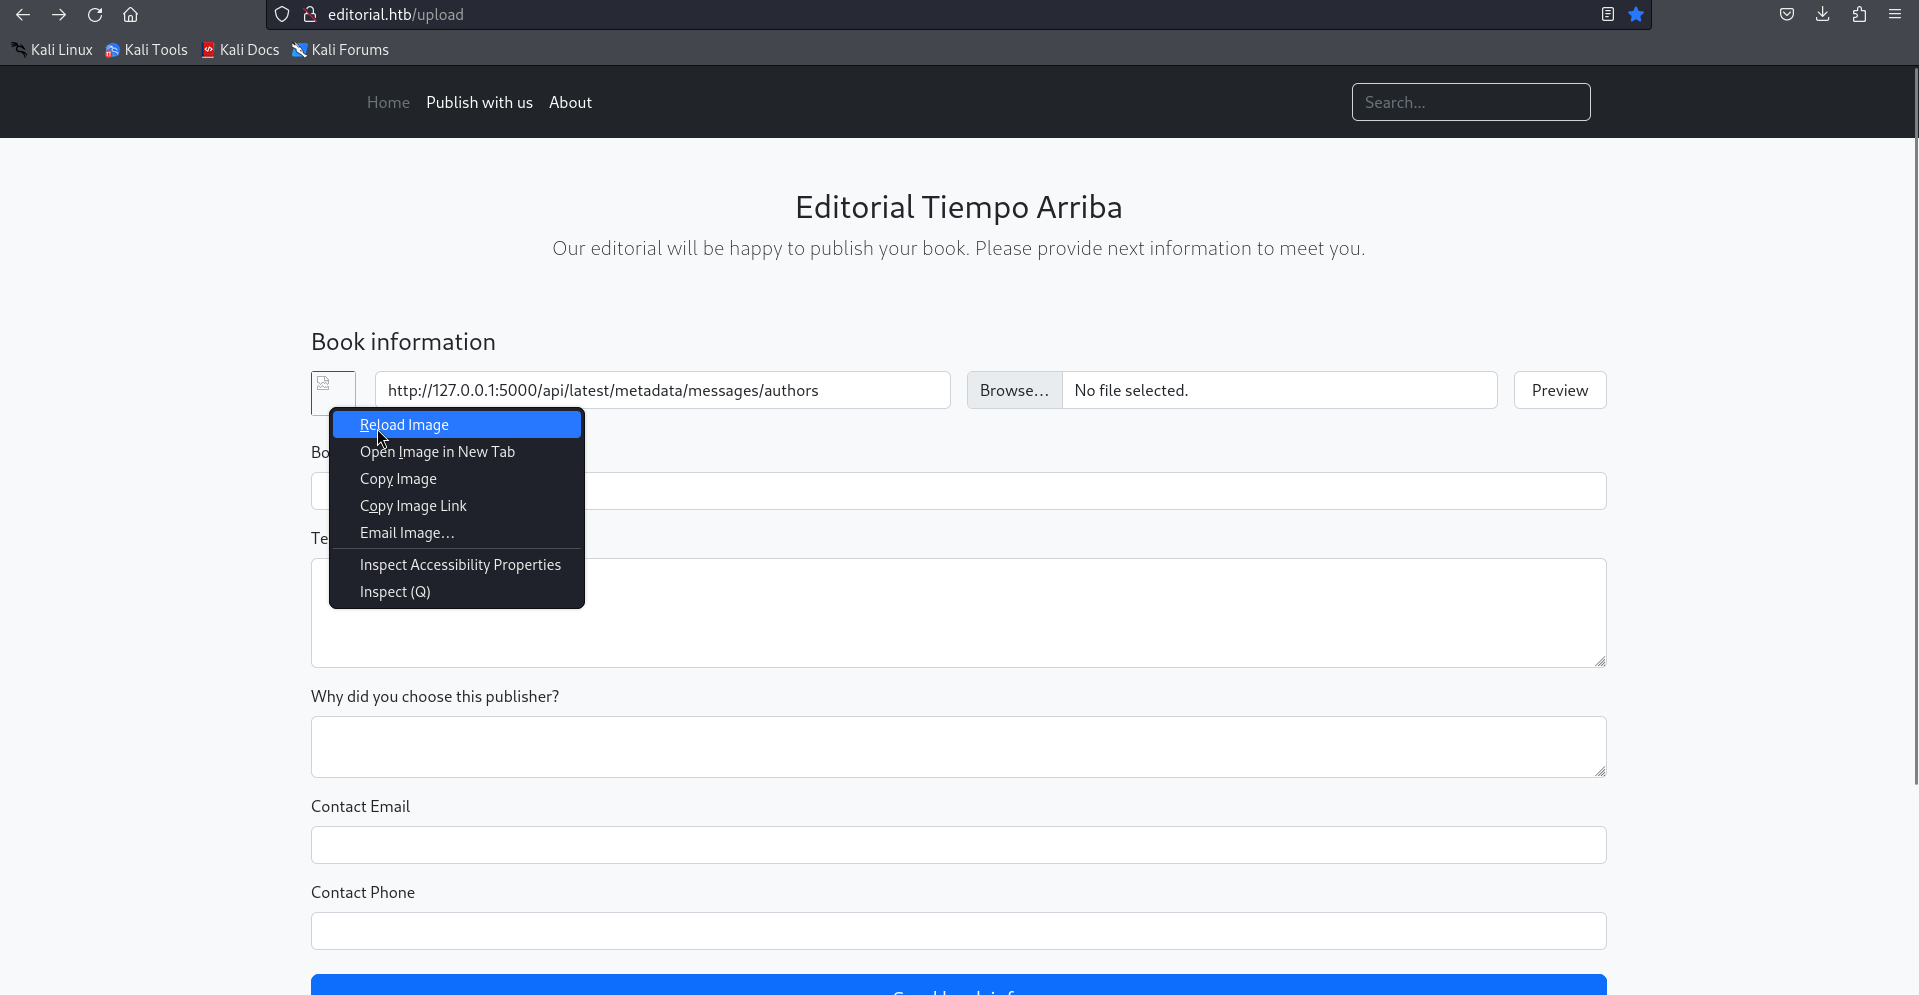 editorial.htb/upload
Kali Linux Kali Tools Kali Docs Kali Forums
Home Publish with us About Search...
Editorial Tiempo Arriba
Our editorial will be happy to publish your book. Please provide next information to meet you.
Book information
http://127.0.0.1:5000/api/latest/metadata/messages/authors Browse... No file selected. Preview
Reload Image
Open Image in New Tab
Copy Image
Copy Image Link
Email Image...
Inspect Accessibility Properties
Inspect (Q)
Why did you choose this publisher?
Contact Email
Contact Phone